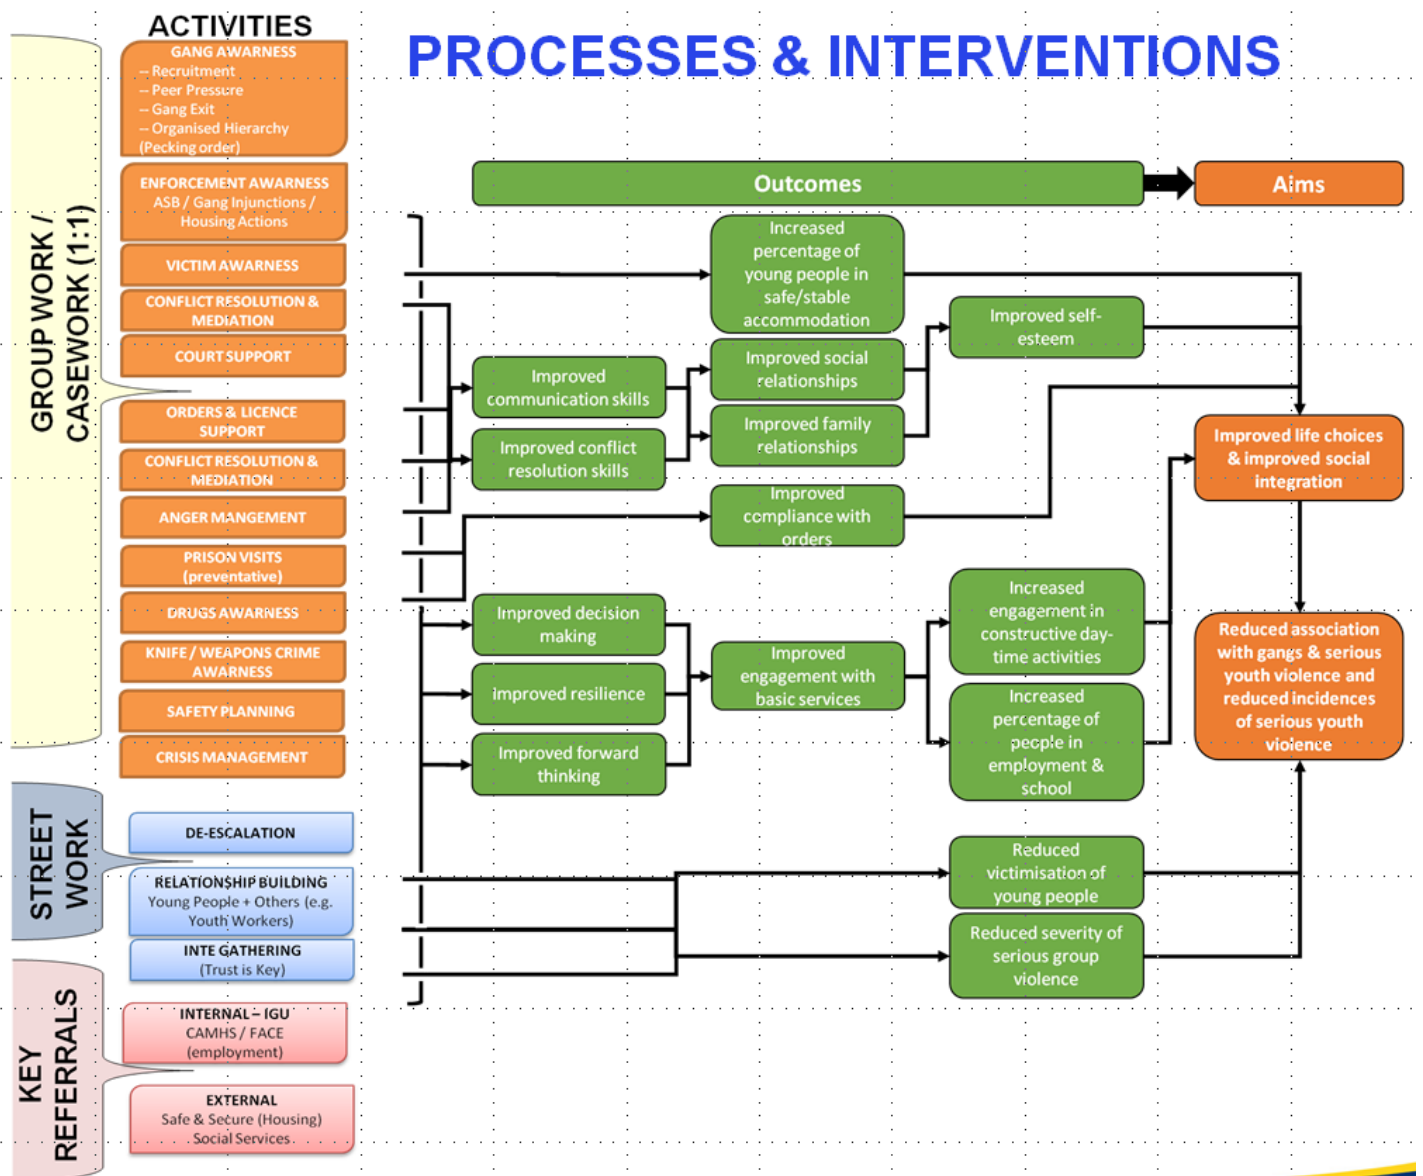 ACTIVITIES
PROCESSES & INTERVENTIONS
GROUP WORK /
CASEWORK (1:1)
GANG AWARNESS
– Recruitment
– Peer Pressure
– Gang Exit
– Organised Hierarchy
(Pecking order)
ENFORCEMENT AWARNESS
ASB / Gang Injunctions /
Housing Actions
VICTIM AWARNESS
CONFLICT RESOLUTION &
MEDIATION
COURT SUPPORT
ORDERS & LICENCE
SUPPORT
CONFLICT RESOLUTION &
MEDIATION
ANGER MANGEMENT
PRISON VISITS
(preventative)
DRUGS AWARNESS
KNIFE / WEAPONS CRIME
AWARNESS
SAFETY PLANNING
CRISIS MANAGEMENT
STREET
WORK
DE-ESCALATION
RELATIONSHIP BUILDING
Young People + Others (e.g.
Youth Workers)
INTE GATHERING
(Trust is Key)
KEY
REFERRALS
INTERNAL – IGU
CAMHS / FACE
(employment)
EXTERNAL
Safe & Secure (Housing)
Social Services
Outcomes
Aims
Increased
percentage of
young people in
safe/stable
accommodation
Improved self-
esteem
Improved
communication skills
Improved social
relationships
Improved family
relationships
Improved conflict
resolution skills
Improved
compliance with
orders
Improved life choices
& improved social
integration
Improved decision
making
Improved resilience
Improved forward
thinking
Improved
engagement with
basic services
Increased
engagement in
constructive day-
time activities
Increased
percentage of
people in
employment &
school
Reduced association
with gangs & serious
youth violence and
reduced incidences
of serious youth
violence
Reduced
victimisation of
young people
Reduced severity of
serious group
violence